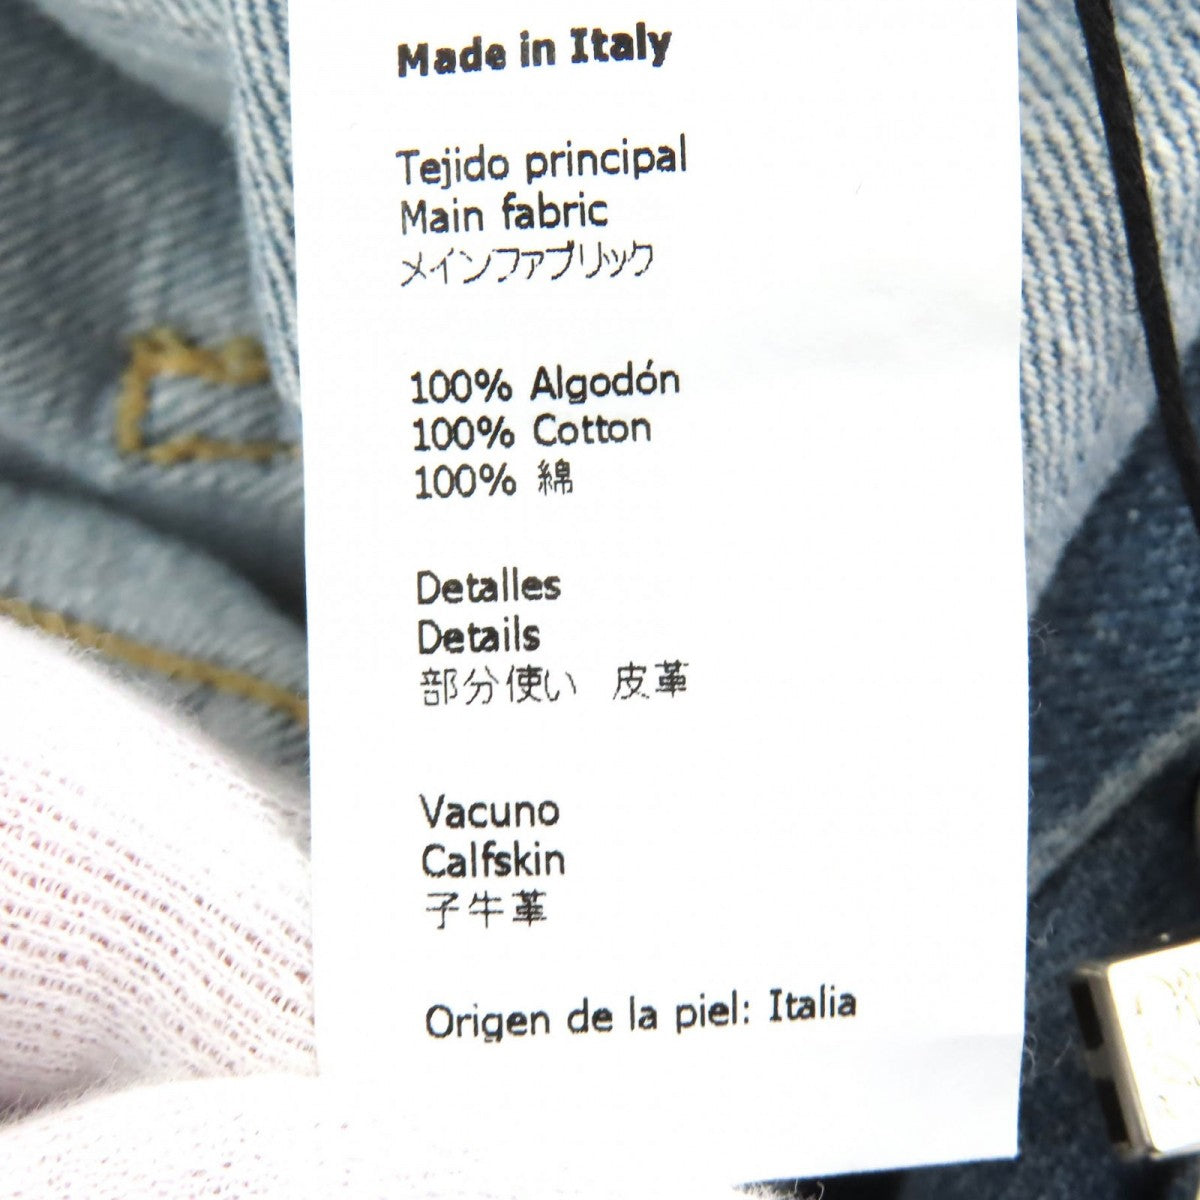 Made in Italy
Tejido principal
Main fabric
メインファブリック
100% Algodón
100% Cotton
100% 綿
Detalles
Details
部分使い 皮革
Vacuno
Calfskin
子牛革
Origen de la piel: Italia